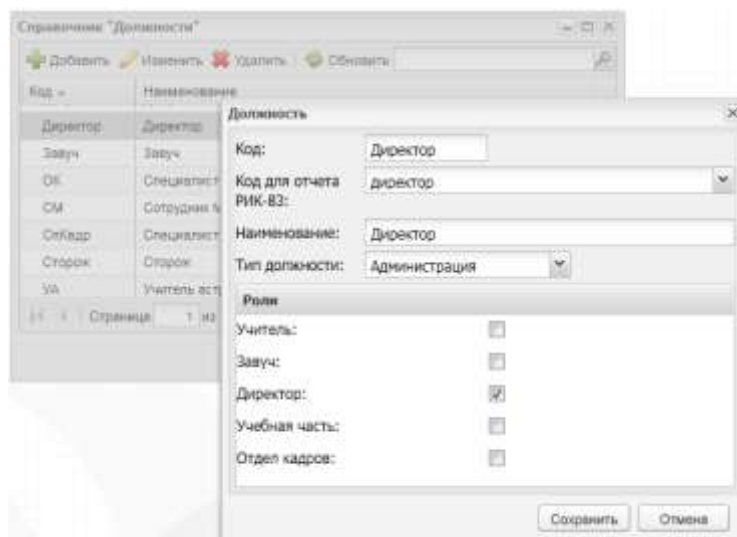 Справочник "Должности"
Добавить Изменить Удалить Обновить
Код Наименование
Директор Директор
Завуч Завуч
ОК Специалист
СМ Сотрудник
СпКадр Специалист
Сторож Сторож
УА Учитель
Страница 1 из
Должность
Код: Директор
Код для отчета директор
РИК-83:
Наименование: Директор
Тип должности: Администрация
Роли
Учитель:
Завуч:
Директор:
Учебная часть:
Отдел кадров:
Сохранить Отмена